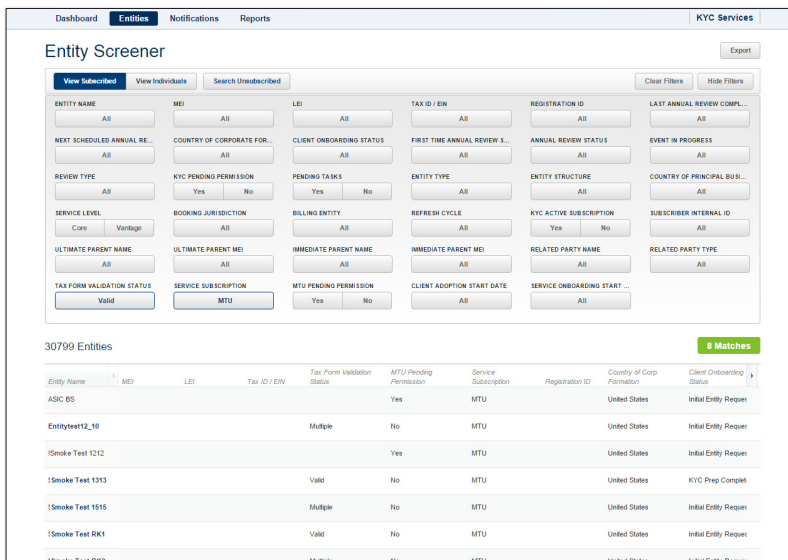 Dashboard Entities Notifications Reports KYC Services
Entity Screener Export
View Subscribed View Individuals Search Unsubscribed Clear Filters Hide Filters
ENTITY NAME MEI LEI TAX ID / EIN REGISTRATION ID LAST ANNUAL REVIEW COMPL...
All All All All All All
NEXT SCHEDULED ANNUAL RE... COUNTRY OF CORPORATE FOR... CLIENT ONBOARDING STATUS FIRST TIME ANNUAL REVIEW S... ANNUAL REVIEW STATUS EVENT IN PROGRESS
All All All All All All
REVIEW TYPE KYC PENDING PERMISSION PENDING TASKS ENTITY TYPE ENTITY STRUCTURE COUNTRY OF PRINCIPAL BUSI...
All Yes No Yes No All All All
SERVICE LEVEL BOOKING JURISDICTION BILLING ENTITY REFRESH CYCLE KYC ACTIVE SUBSCRIPTION SUBSCRIBER INTERNAL ID
Core Vantage All All All Yes No All
ULTIMATE PARENT NAME ULTIMATE PARENT MEI IMMEDIATE PARENT NAME IMMEDIATE PARENT MEI RELATED PARTY NAME RELATED PARTY TYPE
All All All All All All
TAX FORM VALIDATION STATUS SERVICE SUBSCRIPTION MTU PENDING PERMISSION CLIENT ADOPTION START DATE SERVICE ONBOARDING START ...
Valid MTU Yes No All All
30799 Entities 8 Matches
Tax Form Validation MTU Pending Service Country of Corp. Client Onboarding
Entity Name MEI LEI Tax ID / EIN Status Permission Subscription Registration ID Formation Status
ASIC BS Yes MTU United States Initial Entity Reques
Entitytest12_10 Multiple No MTU United States Initial Entity Reques
!Smoke Test 1212 Yes MTU United States Initial Entity Reques
!Smoke Test 1313 Valid No MTU United States KYC Prep Completi
!Smoke Test 1515 Multiple No MTU United States Initial Entity Reques
!Smoke Test RK1 Valid No MTU United States Initial Entity Reques